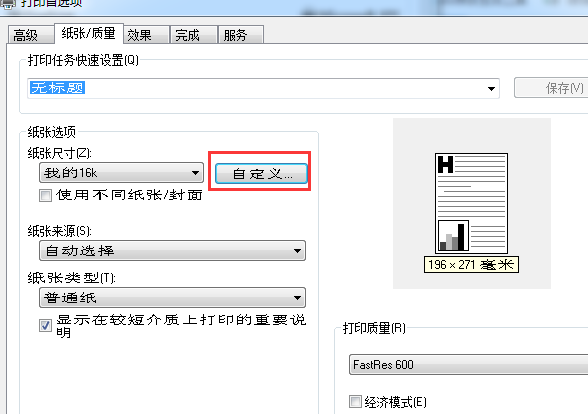 打印首选项
高级 纸张/质量 效果 完成 服务
打印任务快速设置(Q)
无标题
保存(V)
纸张选项
纸张尺寸(Z):
我的16k
自定义...
使用不同纸张/封面
196 × 271 毫米
纸张来源(S):
自动选择
纸张类型(T):
普通纸
显示在较短介质上打印的重要说
明
打印质量(R)
FastRes 600
经济模式(E)